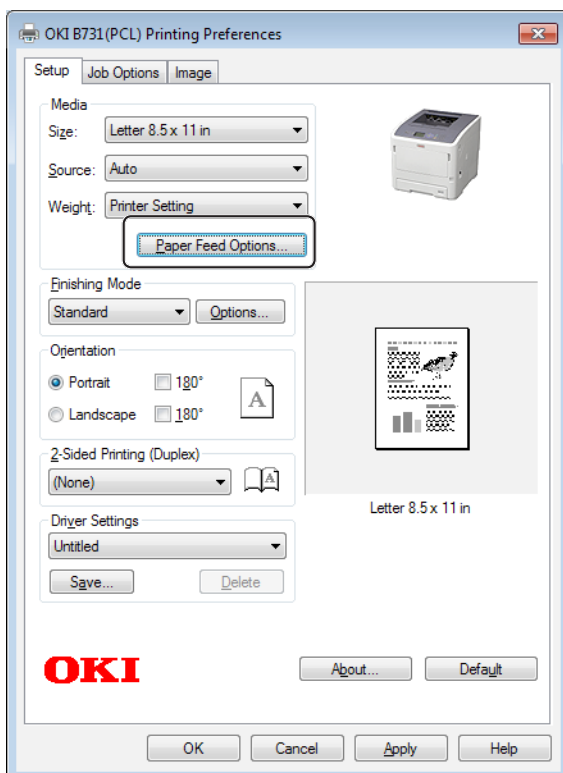 OKI B731(PCL) Printing Preferences
Setup Job Options Image
Media
Size: Letter 8.5 x 11 in
Source: Auto
Weight: Printer Setting
Paper Feed Options...
Finishing Mode
Standard Options...
Orientation
Portrait 180°
Landscape 180°
A
2-Sided Printing (Duplex)
(None) A
Letter 8.5 x 11 in
Driver Settings
Untitled
Save... Delete
OKI About... Default
OK Cancel Apply Help